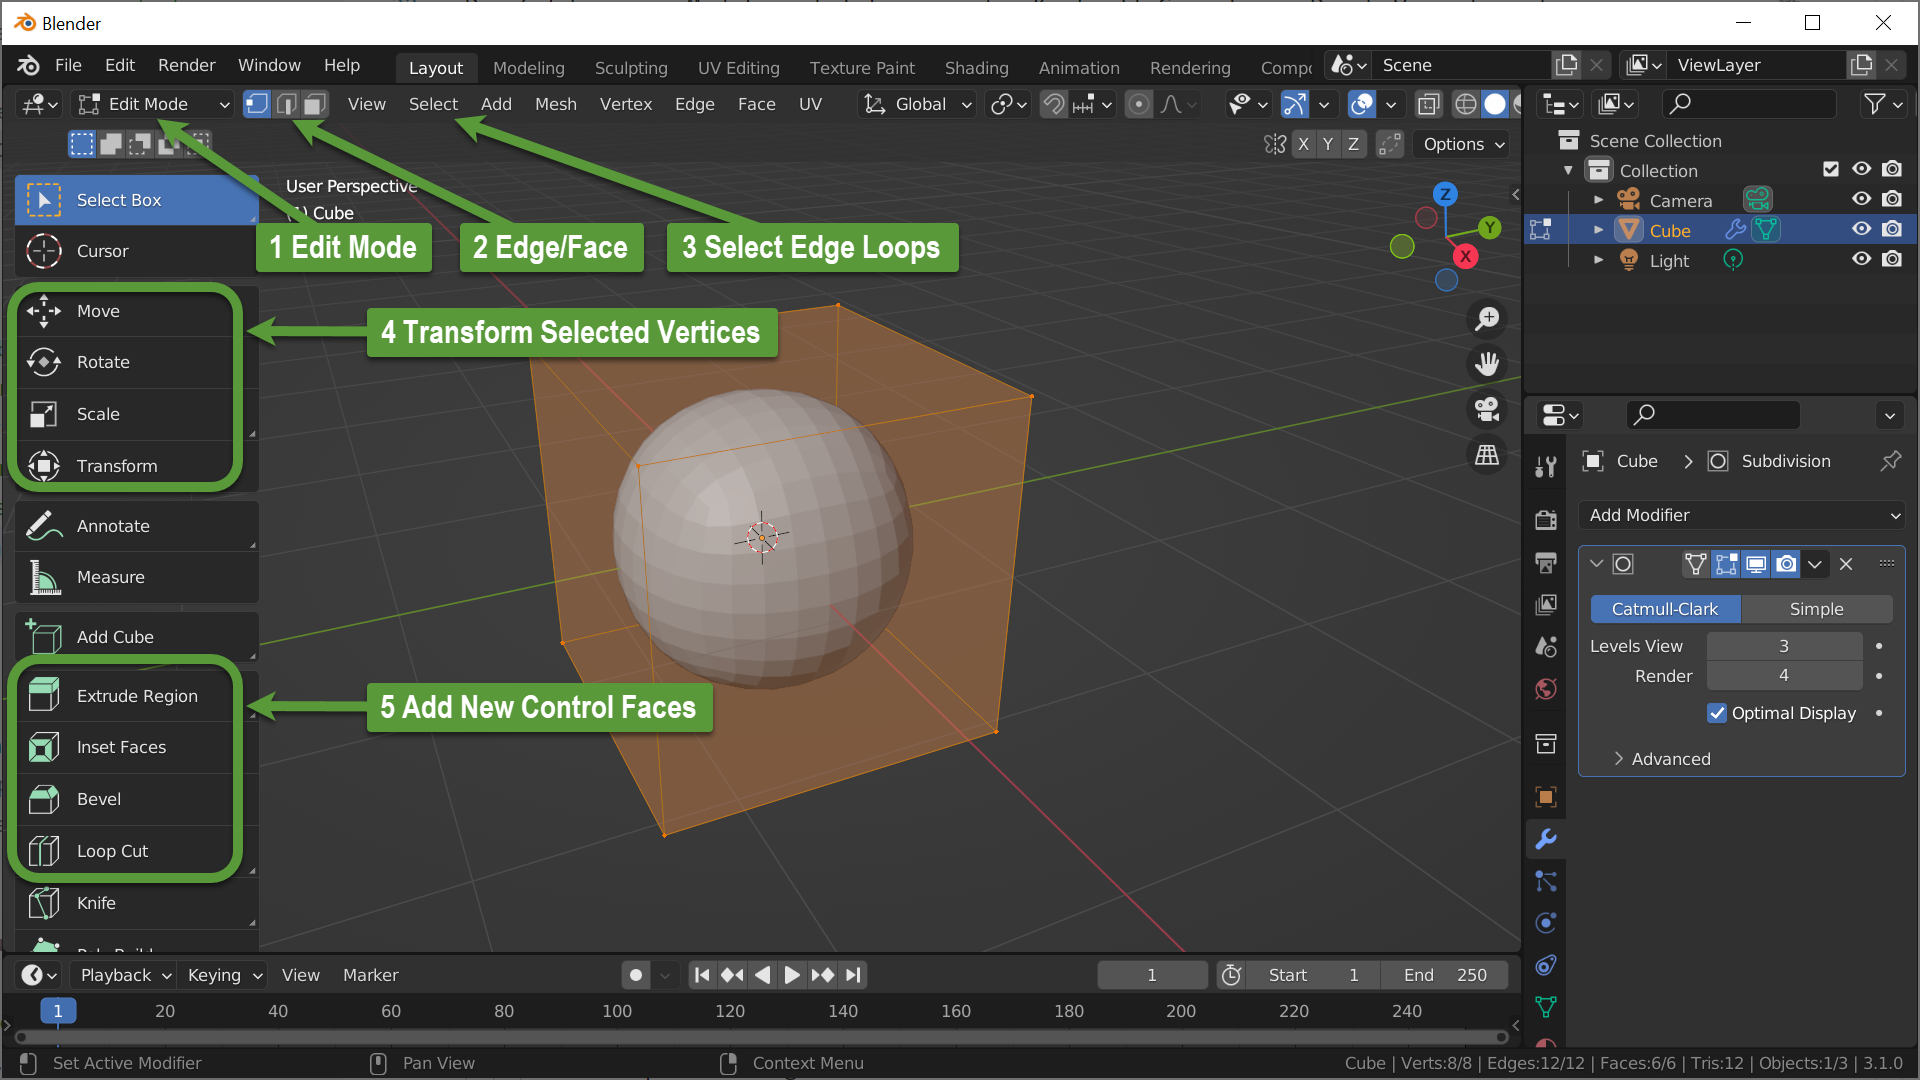 Blender
File Edit Render Window Help Layout Modeling Sculpting UV Editing Texture Paint Shading Animation Rendering Compo Scene ViewLayer
Edit Mode View Select Add Mesh Vertex Edge Face UV Global
X Y Z Options
Select Box
User Perspective
(1) Cube
Cursor
1 Edit Mode
2 Edge/Face
3 Select Edge Loops
Move
4 Transform Selected Vertices
Rotate
Scale
Transform
Annotate
Measure
Add Cube
Extrude Region
5 Add New Control Faces
Inset Faces
Bevel
Loop Cut
Knife
Z
Y
X
Scene Collection
Collection
Camera
Cube
Light
Cube > Subdivision
Add Modifier
Catmull-Clark Simple
Levels View 3
Render 4
Optimal Display
Advanced
Playback Keying View Marker 1 Start 1 End 250
1 20 40 60 80 100 120 140 160 180 200 220 240
Set Active Modifier Pan View Context Menu Cube | Verts:8/8 | Edges:12/12 | Faces:6/6 | Tris:12 | Objects:1/3 | 3.1.0